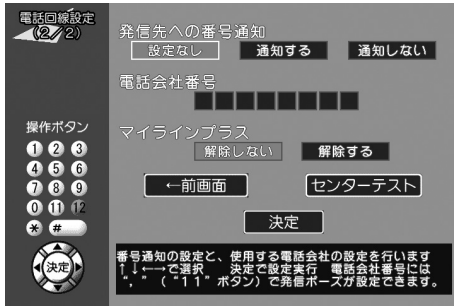 電話回線設定
(2/2)
発信先への番号通知
設定なし 通知する 通知しない
電話会社番号
マイラインプラス
解除しない 解除する
←前画面 センターテスト
決定
操作ボタン
1 2 3
4 5 6
7 8 9
0 11 12
* #
決定
番号通知の設定と、使用する電話会社の設定を行います
↑↓←→で選択 決定で設定実行 電話会社番号には
“,”(“11”ボタン)で発信ポーズが設定できます。